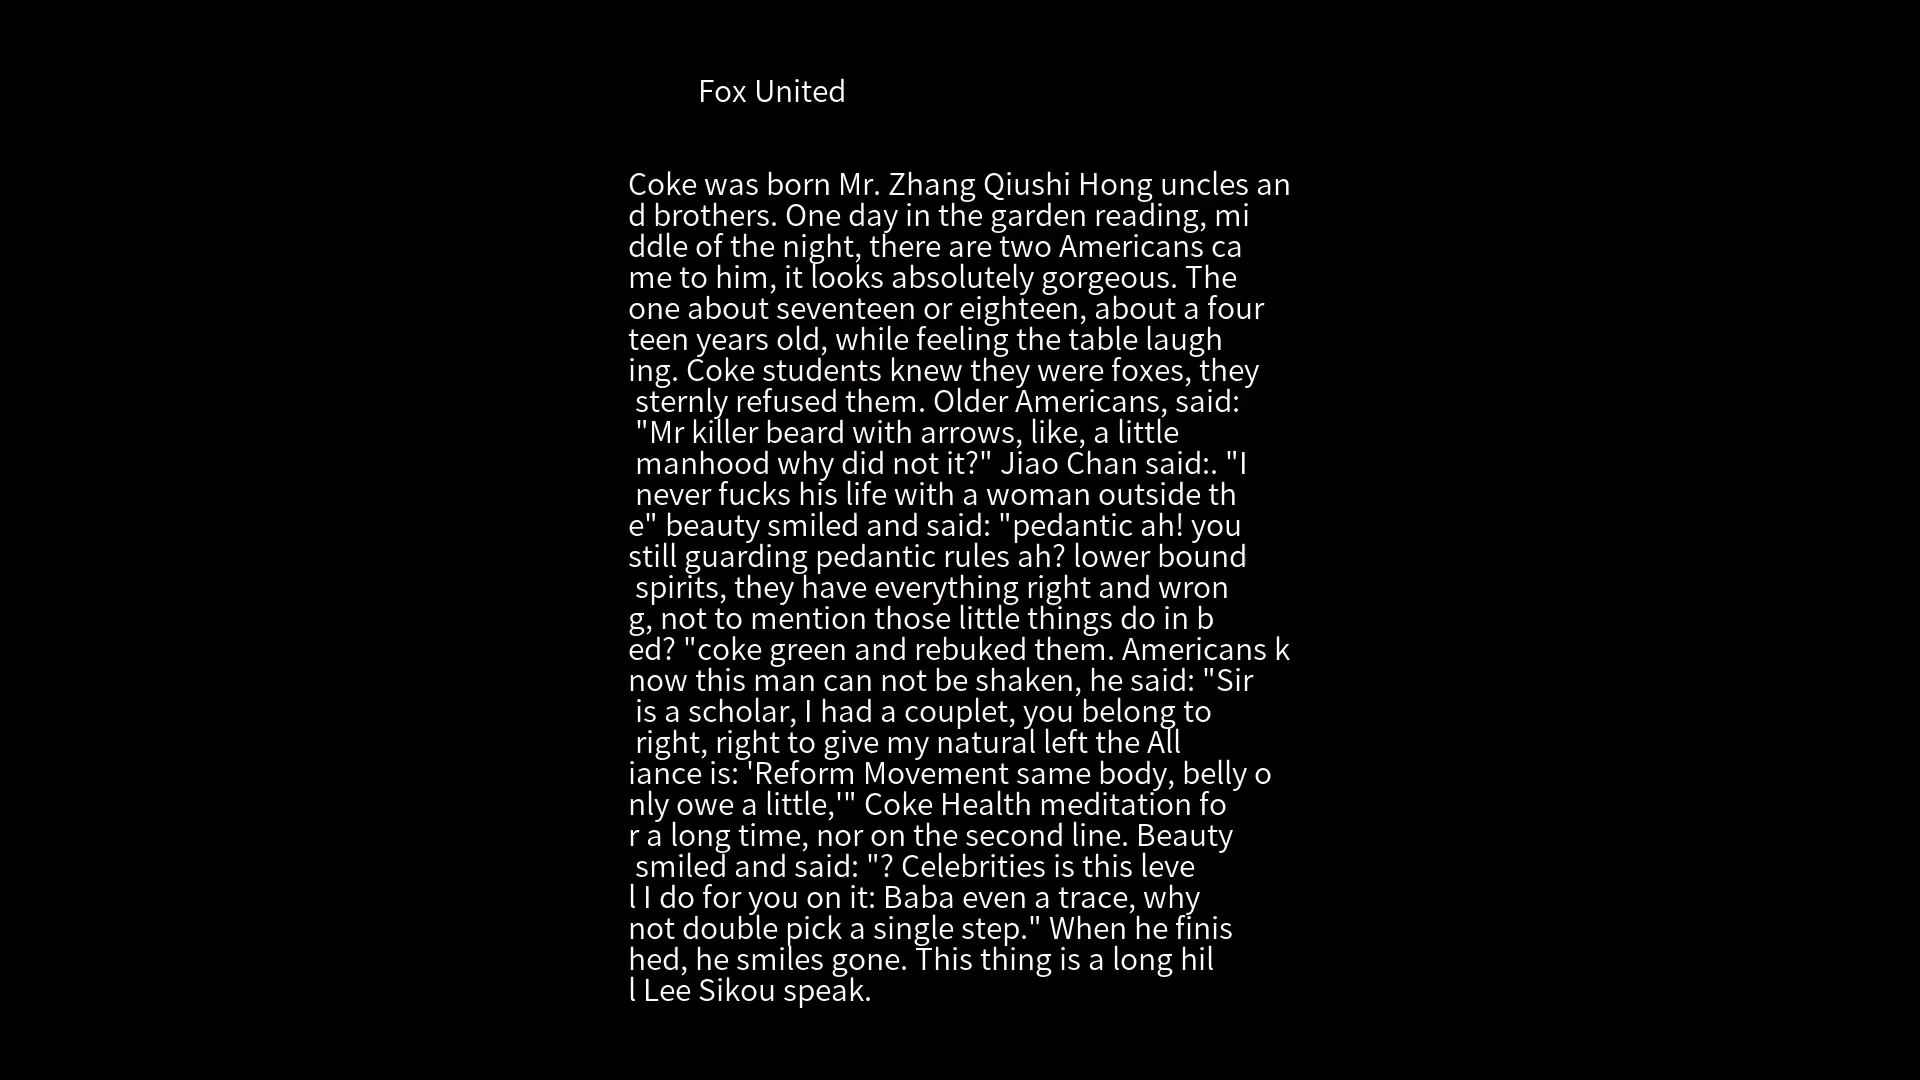 Fox United
Coke was born Mr. Zhang Qiushi Hong uncles an
d brothers. One day in the garden reading, mi
ddle of the night, there are two Americans ca
me to him, it looks absolutely gorgeous. The
one about seventeen or eighteen, about a four
teen years old, while feeling the table laugh
ing. Coke students knew they were foxes, they
sternly refused them. Older Americans, said:
"Mr killer beard with arrows, like, a little
manhood why did not it?" Jiao Chan said:. "I
never fucks his life with a woman outside th
e" beauty smiled and said: "pedantic ah! you
still guarding pedantic rules ah? lower bound
spirits, they have everything right and wron
g, not to mention those little things do in b
ed? "coke green and rebuked them. Americans k
now this man can not be shaken, he said: "Sir
is a scholar, I had a couplet, you belong to
right, right to give my natural left the All
iance is: 'Reform Movement same body, belly o
nly owe a little,'" Coke Health meditation fo
r a long time, nor on the second line. Beauty
smiled and said: "? Celebrities is this leve
l I do for you on it: Baba even a trace, why
not double pick a single step." When he finis
hed, he smiles gone. This thing is a long hil
l Lee Sikou speak.